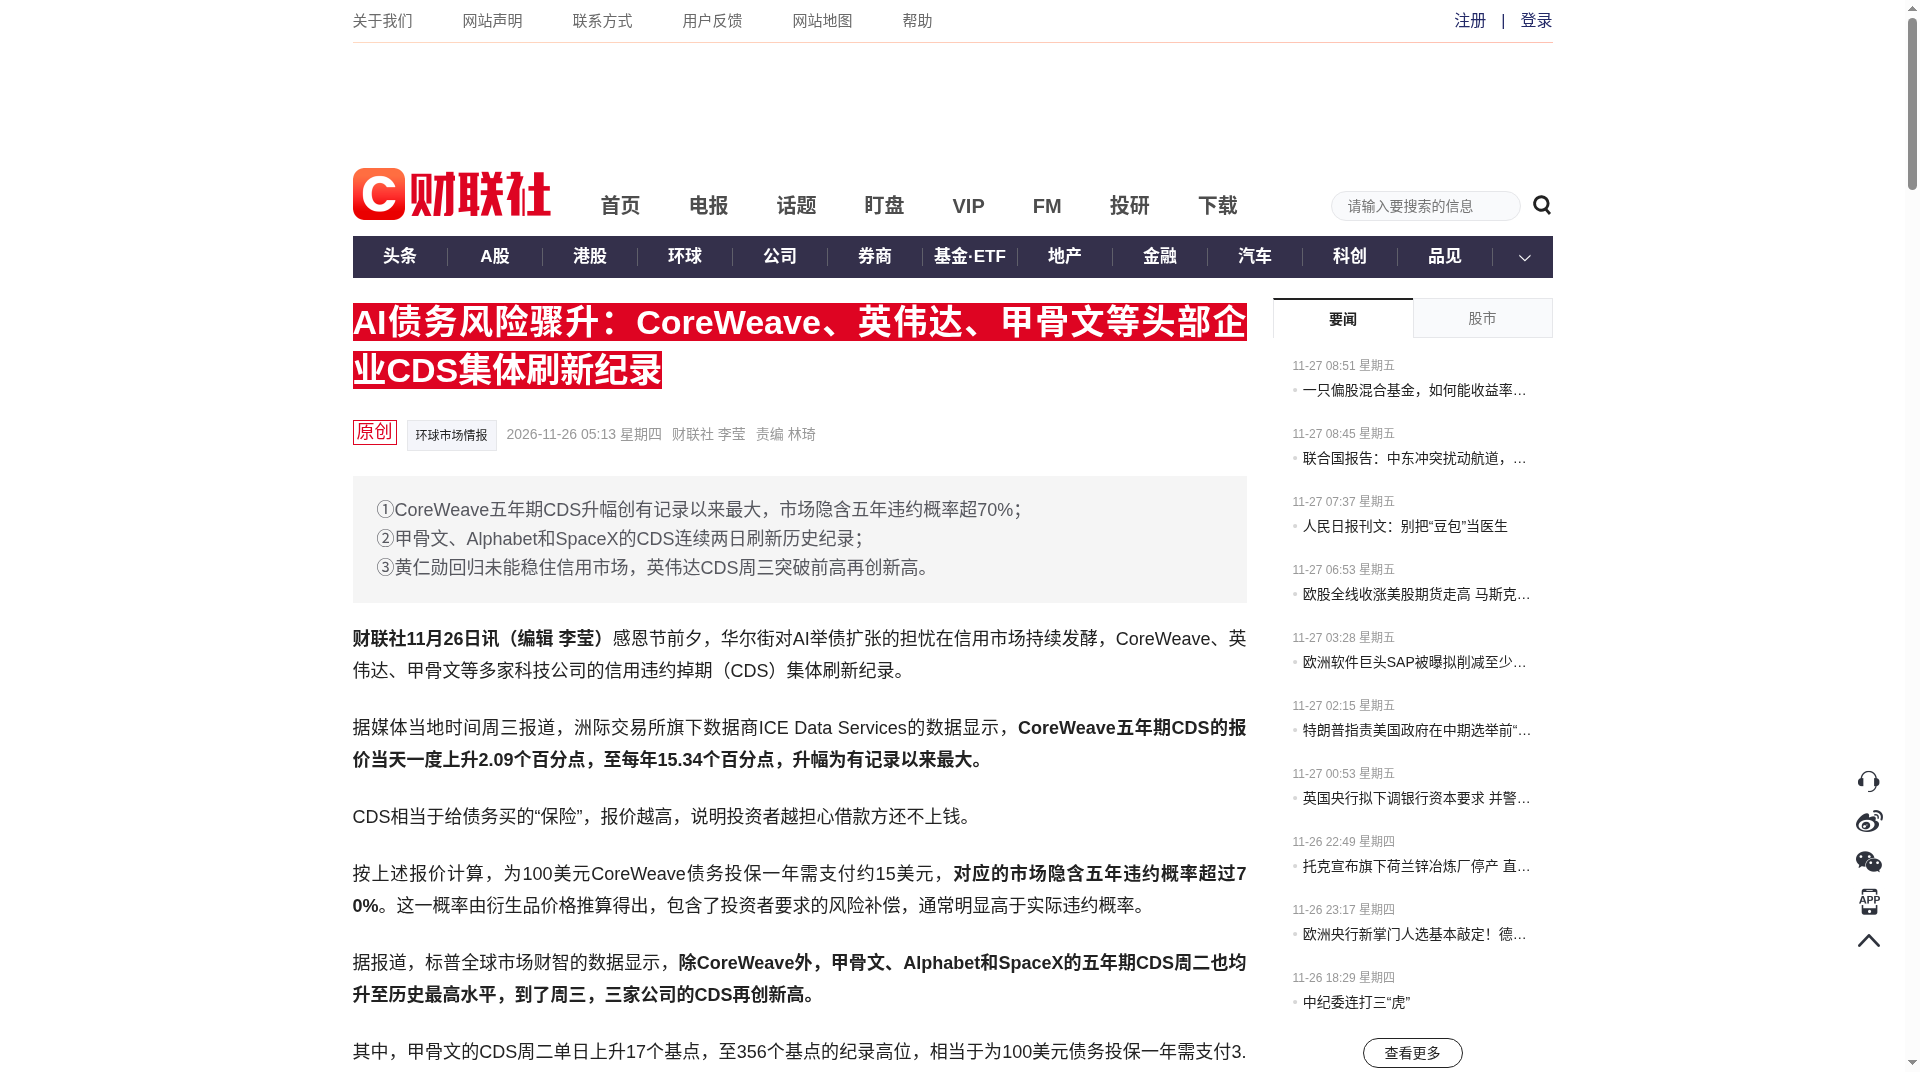 关于我们 网站声明 联系方式 用户反馈 网站地图 帮助 注册 | 登录
C 财联社 首页 电报 话题 盯盘 VIP FM 投研 下载 请输入要搜索的信息
头条 A股 港股 环球 公司 券商 基金·ETF 地产 金融 汽车 科创 品见
AI债务风险骤升：CoreWeave、英伟达、甲骨文等头部企
业CDS集体刷新纪录
原创 环球市场情报 2026-11-26 05:13 星期四 财联社 李莹 责编 林琦
①CoreWeave五年期CDS升幅创有记录以来最大，市场隐含五年违约概率超70%；
②甲骨文、Alphabet和SpaceX的CDS连续两日刷新历史纪录；
③黄仁勋回归未能稳住信用市场，英伟达CDS周三突破前高再创新高。
财联社11月26日讯（编辑 李莹）感恩节前夕，华尔街对AI举债扩张的担忧在信用市场持续发酵，CoreWeave、英
伟达、甲骨文等多家科技公司的信用违约掉期（CDS）集体刷新纪录。
据媒体当地时间周三报道，洲际交易所旗下数据商ICE Data Services的数据显示，CoreWeave五年期CDS的报
价当天一度上升2.09个百分点，至每年15.34个百分点，升幅为有记录以来最大。
CDS相当于给债务买的“保险”，报价越高，说明投资者越担心借款方还不上钱。
按上述报价计算，为100美元CoreWeave债务投保一年需支付约15美元，对应的市场隐含五年违约概率超过7
0%。这一概率由衍生品价格推算得出，包含了投资者要求的风险补偿，通常明显高于实际违约概率。
据报道，标普全球市场财智的数据显示，除CoreWeave外，甲骨文、Alphabet和SpaceX的五年期CDS周二也均
升至历史最高水平，到了周三，三家公司的CDS再创新高。
其中，甲骨文的CDS周二单日上升17个基点，至356个基点的纪录高位，相当于为100美元债务投保一年需支付3.
要闻 股市
11-27 08:51 星期五
一只偏股混合基金，如何能收益率…
11-27 08:45 星期五
联合国报告：中东冲突扰动航道，…
11-27 07:37 星期五
人民日报刊文：别把“豆包”当医生
11-27 06:53 星期五
欧股全线收涨美股期货走高 马斯克…
11-27 03:28 星期五
欧洲软件巨头SAP被曝拟削减至少…
11-27 02:15 星期五
特朗普指责美国政府在中期选举前“…
11-27 00:53 星期五
英国央行拟下调银行资本要求 并警…
11-26 22:49 星期四
托克宣布旗下荷兰锌冶炼厂停产 直…
11-26 23:17 星期四
欧洲央行新掌门人选基本敲定！德…
11-26 18:29 星期四
中纪委连打三“虎”
查看更多
APP